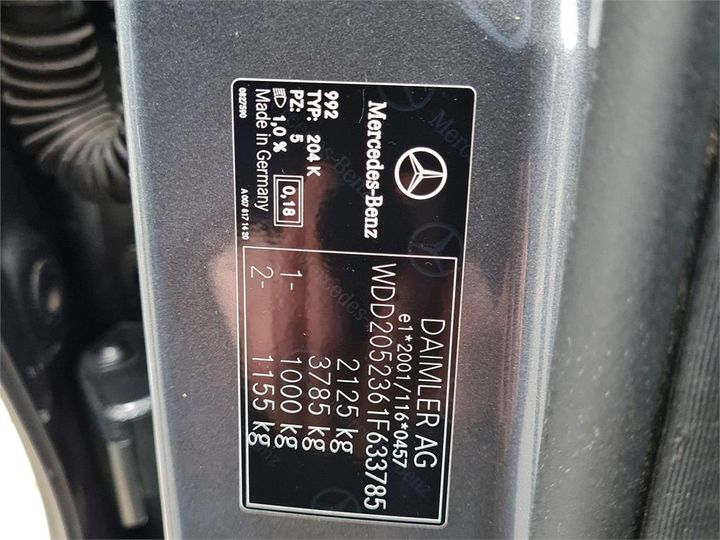 Mercedes-Benz
992
TYP: 204 K
PZ: 5
1,0 %
0,18
Made in Germany
0827590
A 007 817 14 20
DAIMLER AG
e1*2001/116*0457
WDD2052361F633785
2125 kg
3785 kg
1- 1000 kg
2- 1155 kg